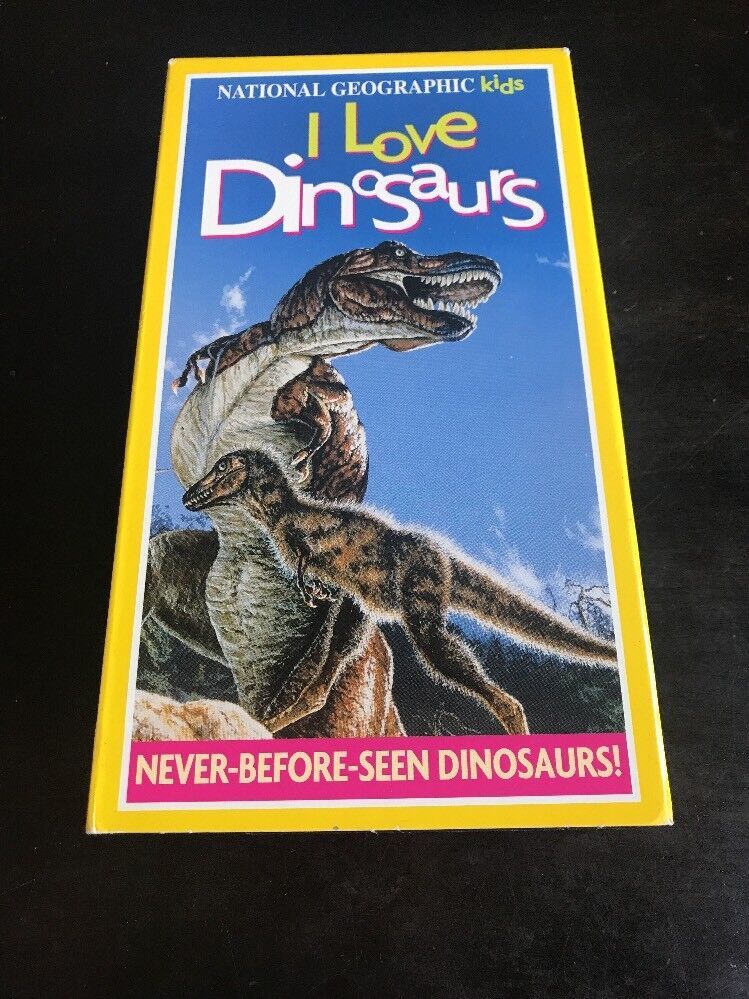 NATIONAL GEOGRAPHIC kids
I Love
Dinosaurs
NEVER-BEFORE-SEEN DINOSAURS!